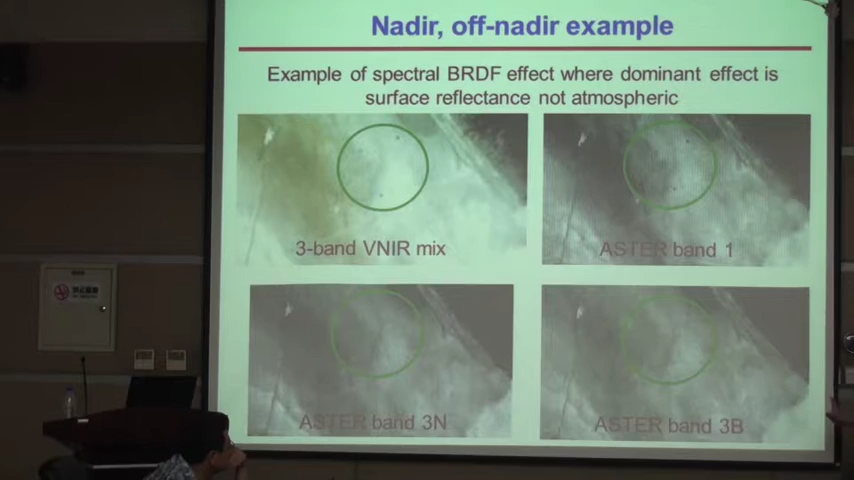 Nadir, off-nadir example
Example of spectral BRDF effect where dominant effect is
surface reflectance not atmospheric
3-band VNIR mix
ASTER band 1
ASTER band 3N
ASTER band 3B